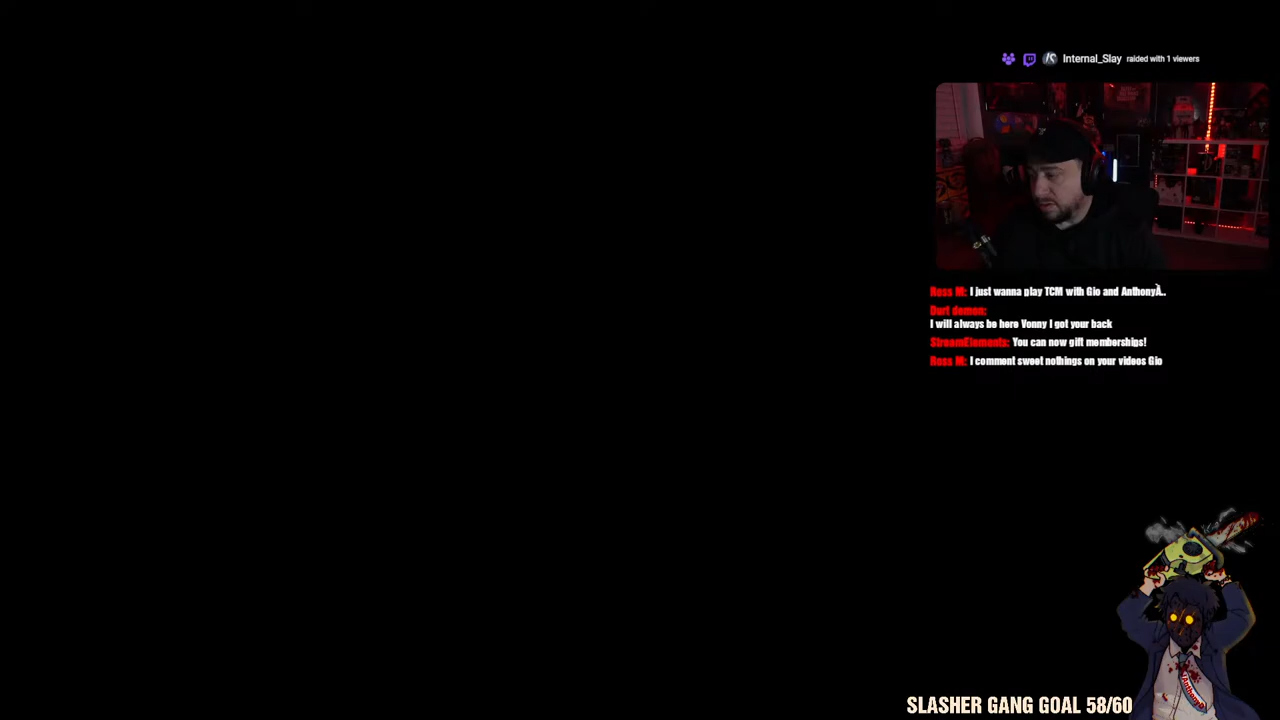 Internal_Slay raided with 1 viewers
Ross M: I just wanna play TCM with Gio and AnthonyÂ..
Durt demon:
I will always be here Vonny I got your back
StreamElements: You can now gift memberships!
Ross M: I comment sweet nothings on your videos Gio
SLASHER GANG GOAL 58/60